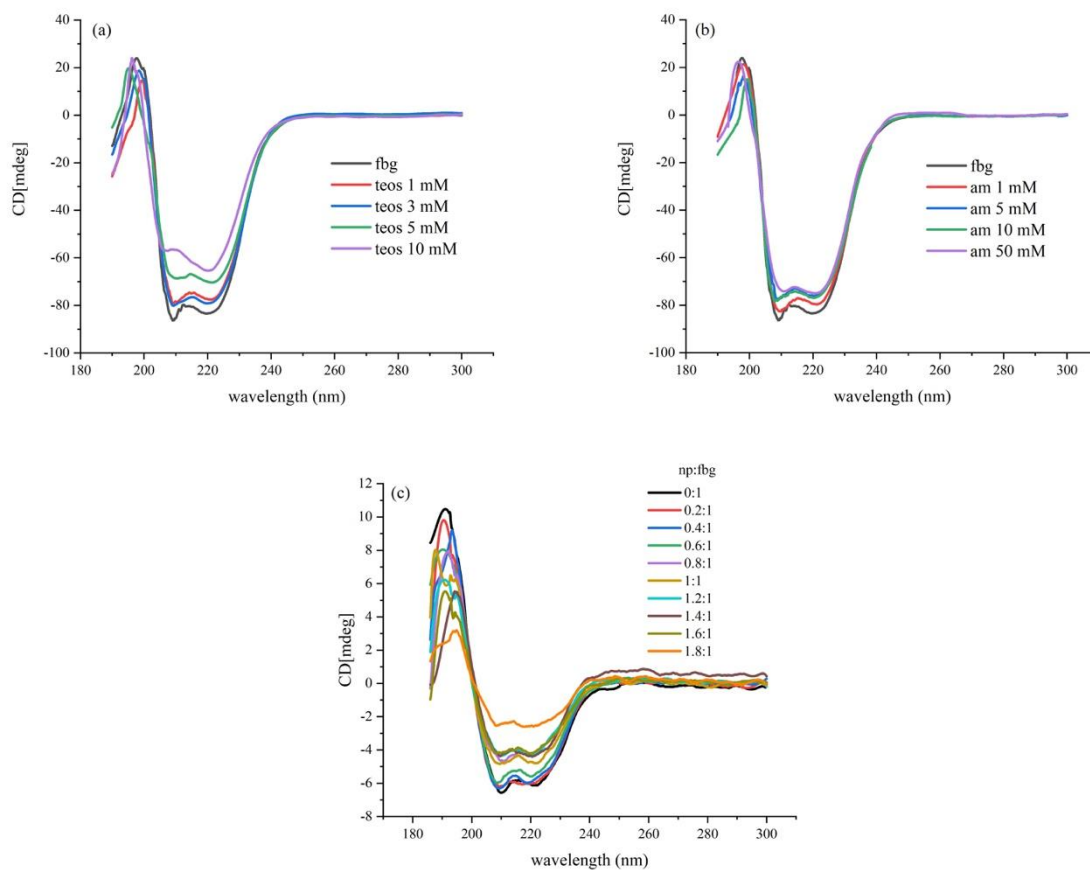 (a)
CD[mdeg]
40
20
0
-20
-40
-60
-80
-100
fbg
teos 1 mM
teos 3 mM
teos 5 mM
teos 10 mM
180 200 220 240 260 280 300
wavelength (nm)
(b)
CD[mdeg]
40
20
0
-20
-40
-60
-80
-100
fbg
am 1 mM
am 5 mM
am 10 mM
am 50 mM
180 200 220 240 260 280 300
wavelength (nm)
(c)
CD[mdeg]
12
10
8
6
4
2
0
-2
-4
-6
-8
np:fbg
0:1
0.2:1
0.4:1
0.6:1
0.8:1
1:1
1.2:1
1.4:1
1.6:1
1.8:1
180 200 220 240 260 280 300
wavelength (nm)